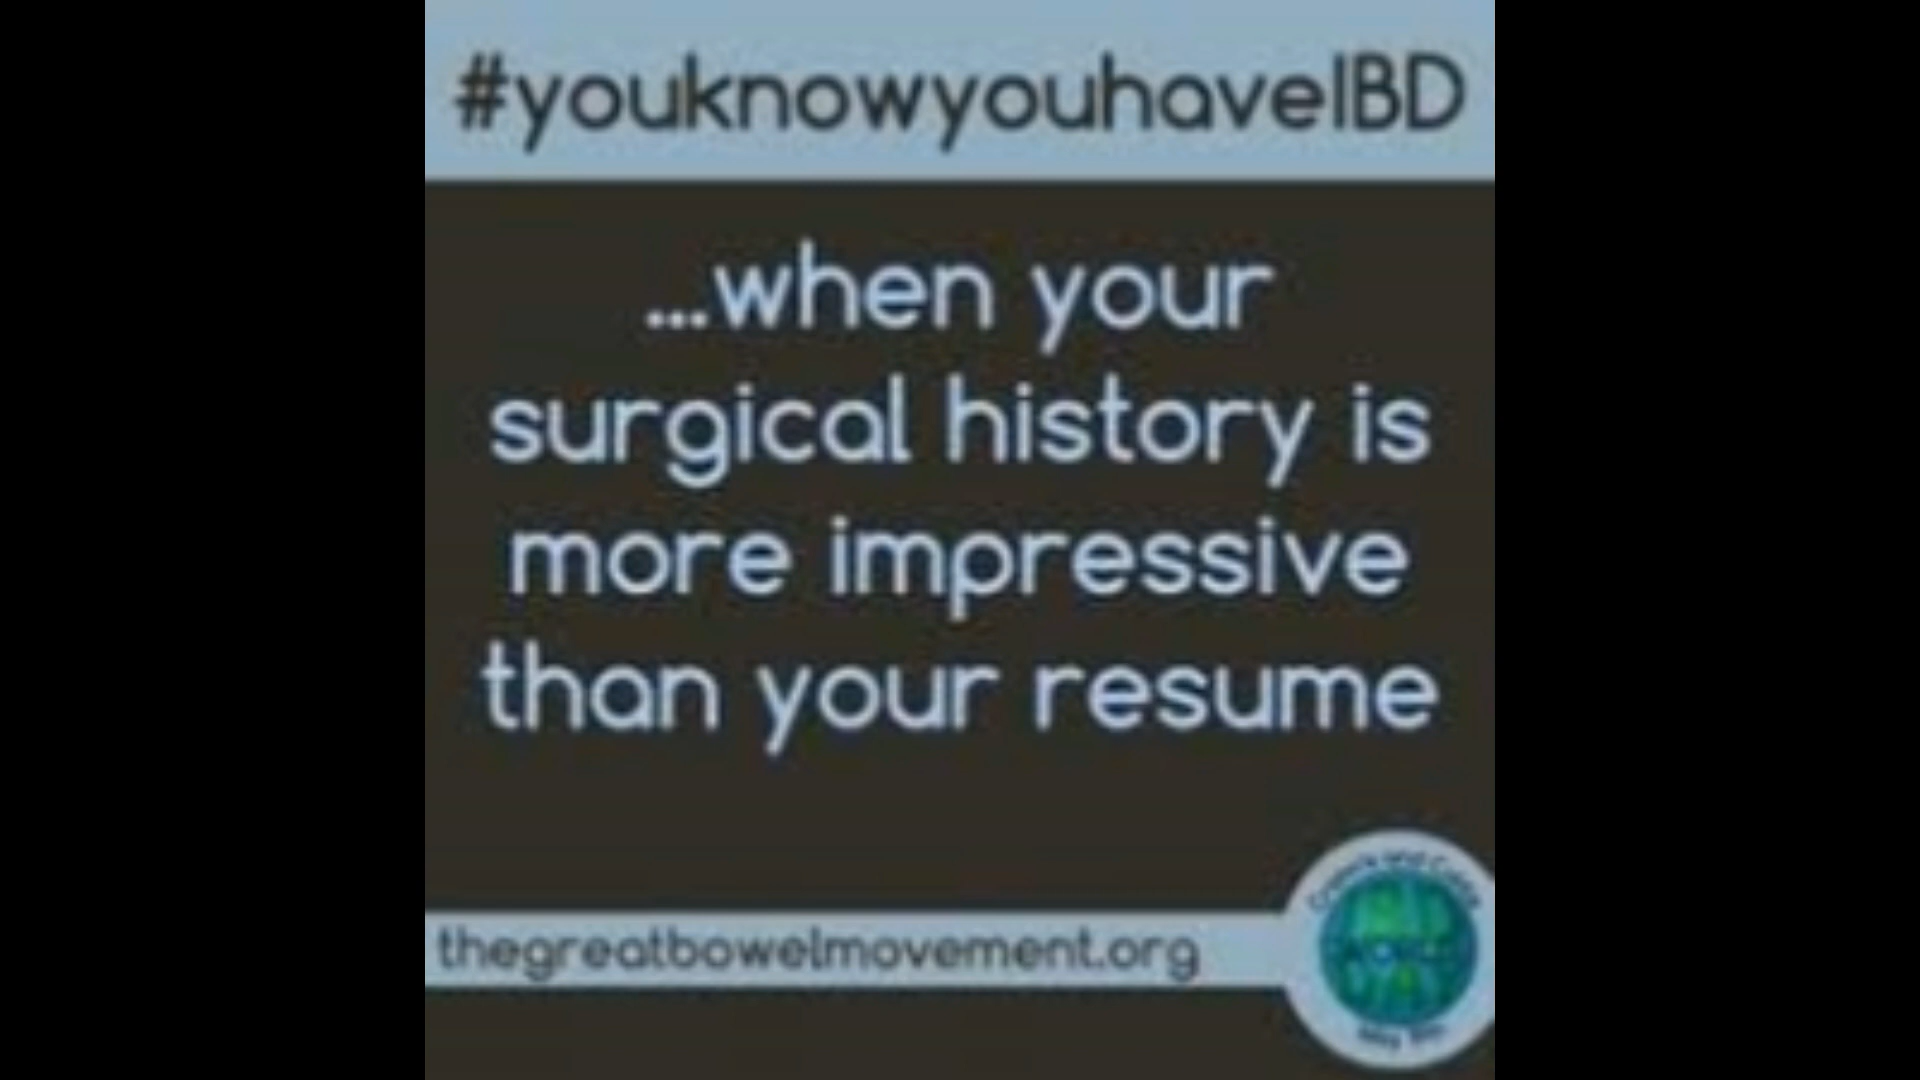 #youknowyouhaveIBD
...when your
surgical history is
more impressive
than your resume
thegreatbowelmovement.org